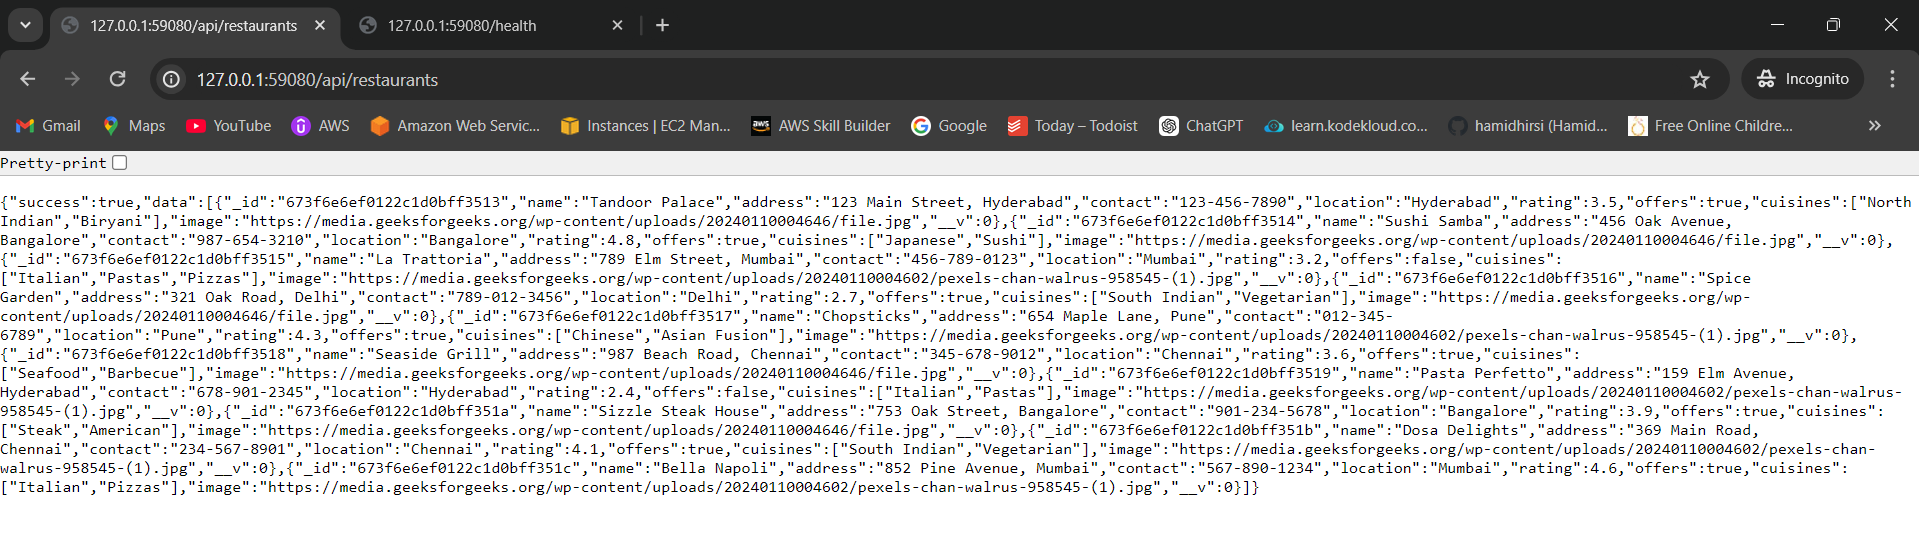 127.0.0.1:59080/api/restaurants
127.0.0.1:59080/health
127.0.0.1:59080/api/restaurants
Incognito
Gmail
Maps
YouTube
AWS
Amazon Web Servic...
Instances | EC2 Man...
AWS Skill Builder
Google
Today – Todoist
ChatGPT
learn.kodekloud.co...
hamidhirsi (Hamid...
Free Online Childre...
Pretty-print
{"success":true,"data":[{"_id":"673f6e6ef0122c1d0bff3513","name":"Tandoor Palace","address":"123 Main Street, Hyderabad","contact":"123-456-7890","location":"Hyderabad","rating":3.5,"offers":true,"cuisines":["North
Indian","Biryani"],"image":"https://media.geeksforgeeks.org/wp-content/uploads/20240110004646/file.jpg","__v":0},{"_id":"673f6e6ef0122c1d0bff3514","name":"Sushi Samba","address":"456 Oak Avenue,
Bangalore","contact":"987-654-3210","location":"Bangalore","rating":4.8,"offers":true,"cuisines":["Japanese","Sushi"],"image":"https://media.geeksforgeeks.org/wp-content/uploads/20240110004646/file.jpg","__v":0},
{"_id":"673f6e6ef0122c1d0bff3515","name":"La Trattoria","address":"789 Elm Street, Mumbai","contact":"456-789-0123","location":"Mumbai","rating":3.2,"offers":false,"cuisines":
["Italian","Pastas","Pizzas"],"image":"https://media.geeksforgeeks.org/wp-content/uploads/20240110004602/pexels-chan-walrus-958545-(1).jpg","__v":0},{"_id":"673f6e6ef0122c1d0bff3516","name":"Spice
Garden","address":"321 Oak Road, Delhi","contact":"789-012-3456","location":"Delhi","rating":2.7,"offers":true,"cuisines":["South Indian","Vegetarian"],"image":"https://media.geeksforgeeks.org/wp-
content/uploads/20240110004646/file.jpg","__v":0},{"_id":"673f6e6ef0122c1d0bff3517","name":"Chopsticks","address":"654 Maple Lane, Pune","contact":"012-345-
6789","location":"Pune","rating":4.3,"offers":true,"cuisines":["Chinese","Asian Fusion"],"image":"https://media.geeksforgeeks.org/wp-content/uploads/20240110004602/pexels-chan-walrus-958545-(1).jpg","__v":0},
{"_id":"673f6e6ef0122c1d0bff3518","name":"Seaside Grill","address":"987 Beach Road, Chennai","contact":"345-678-9012","location":"Chennai","rating":3.6,"offers":true,"cuisines":
["Seafood","Barbecue"],"image":"https://media.geeksforgeeks.org/wp-content/uploads/20240110004646/file.jpg","__v":0},{"_id":"673f6e6ef0122c1d0bff3519","name":"Pasta Perfetto","address":"159 Elm Avenue,
Hyderabad","contact":"678-901-2345","location":"Hyderabad","rating":2.4,"offers":false,"cuisines":["Italian","Pastas"],"image":"https://media.geeksforgeeks.org/wp-content/uploads/20240110004602/pexels-chan-walrus-
958545-(1).jpg","__v":0},{"_id":"673f6e6ef0122c1d0bff351a","name":"Sizzle Steak House","address":"753 Oak Street, Bangalore","contact":"901-234-5678","location":"Bangalore","rating":3.9,"offers":true,"cuisines":
["Steak","American"],"image":"https://media.geeksforgeeks.org/wp-content/uploads/20240110004646/file.jpg","__v":0},{"_id":"673f6e6ef0122c1d0bff351b","name":"Dosa Delights","address":"369 Main Road,
Chennai","contact":"234-567-8901","location":"Chennai","rating":4.1,"offers":true,"cuisines":["South Indian","Vegetarian"],"image":"https://media.geeksforgeeks.org/wp-content/uploads/20240110004602/pexels-chan-
walrus-958545-(1).jpg","__v":0},{"_id":"673f6e6ef0122c1d0bff351c","name":"Bella Napoli","address":"852 Pine Avenue, Mumbai","contact":"567-890-1234","location":"Mumbai","rating":4.6,"offers":true,"cuisines":
["Italian","Pizzas"],"image":"https://media.geeksforgeeks.org/wp-content/uploads/20240110004602/pexels-chan-walrus-958545-(1).jpg","__v":0}]}